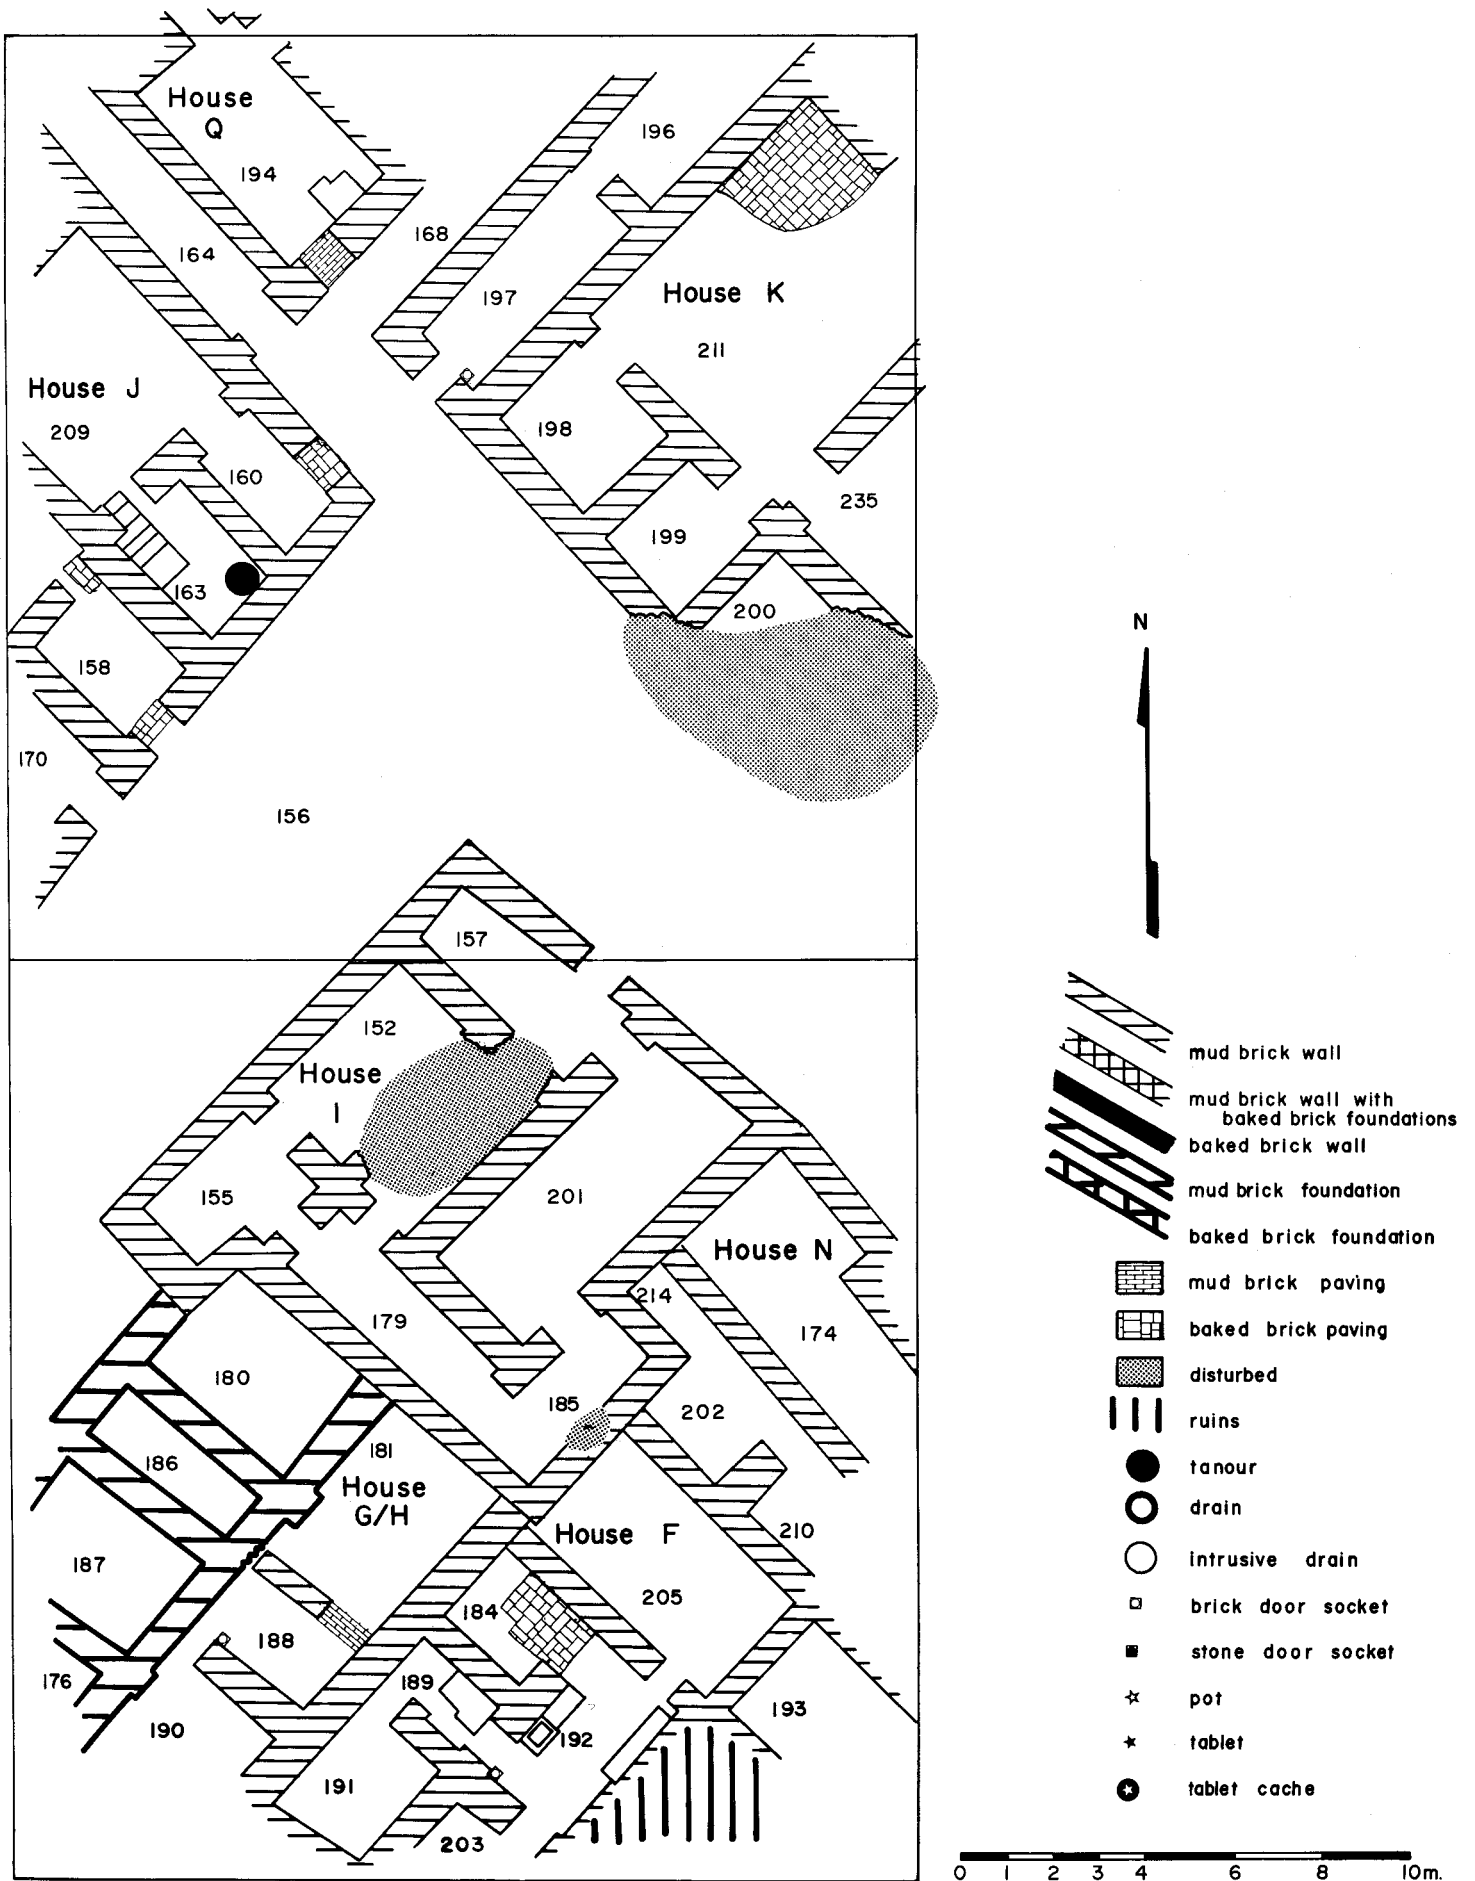 House
Q
194
196
164
168
197
House K
211
House J
209
198
160
235
199
163
200
158
170
156
N
157
152
House
I
155
201
House N
214
179
174
180
185
202
181
186
House
G/H
House F
210
187
184
205
188
176
189
193
190
192
191
203
mud brick wall
mud brick wall with
baked brick foundations
baked brick wall
mud brick foundation
baked brick foundation
mud brick paving
baked brick paving
disturbed
ruins
tanour
drain
intrusive drain
brick door socket
stone door socket
pot
tablet
tablet cache
0 1 2 3 4 6 8 10m.